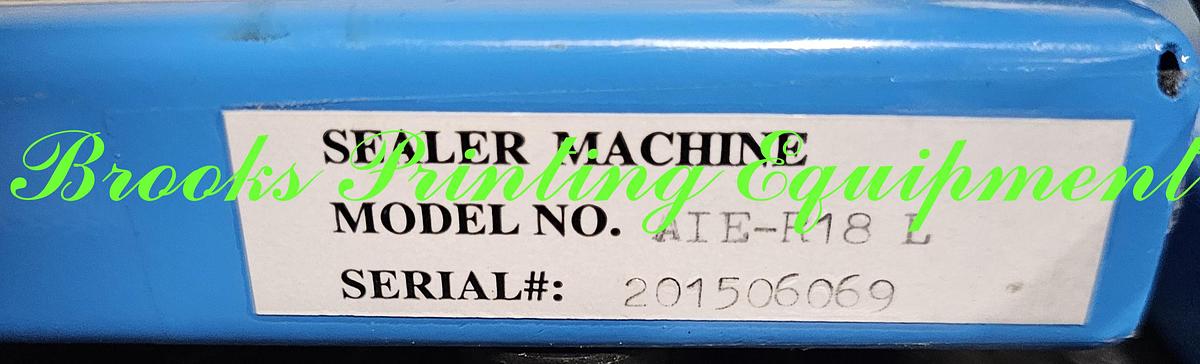 SEALER MACHINE
Brooks Printing Equipment
MODEL NO. AIE-R18 L
SERIAL#: 201506069